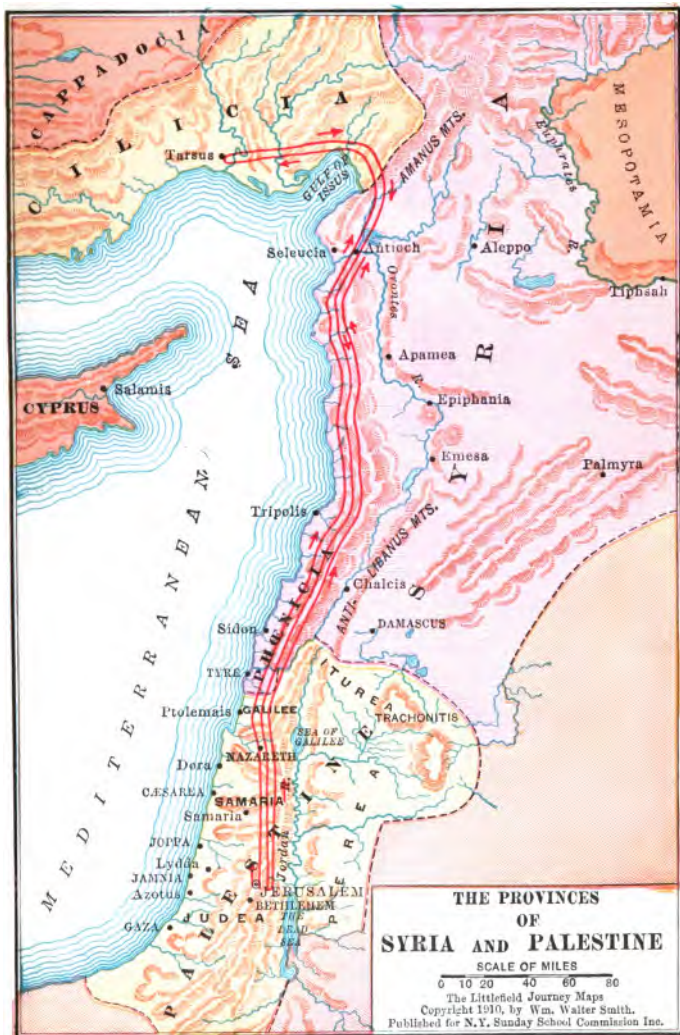 CAPPADOCIA
CILICIA
Tarsus
GULF OF
ISSUS
AMANUS MTS.
Euphrates
R.
MESOPOTAMIA
Tiphsah
Seleucia
Antioch
Aleppo
Orontes
R.
SYRIA
Apamea
Epiphania
Emesa
Palmyra
CYPRUS
Salamis
MEDITERRANEAN SEA
Tripolis
PHŒNICIA
ANTI-LYBANUS MTS.
Chalcis
DAMASCUS
Sidon
TYRE
Ptolemais
GALILEE
ITUREA
TRACHONITIS
SEA OF
GALILEE
NAZARETH
Dora
CÆSAREA
SAMARIA
Samaria
PEREA
PALESTINE
Jordan
R.
JOPPA
Lydda
JAMNIA
Azotus
JERUSALEM
BETHLEHEM
JUDEA
THE
DEAD
SEA
GAZA
THE PROVINCES
OF
SYRIA AND PALESTINE
SCALE OF MILES
0 10 20 40 60 80
The Littlefield Journey Maps
Copyright 1910, by Wm. Walter Smith.
Published for N.Y. Sunday School Commission Inc.